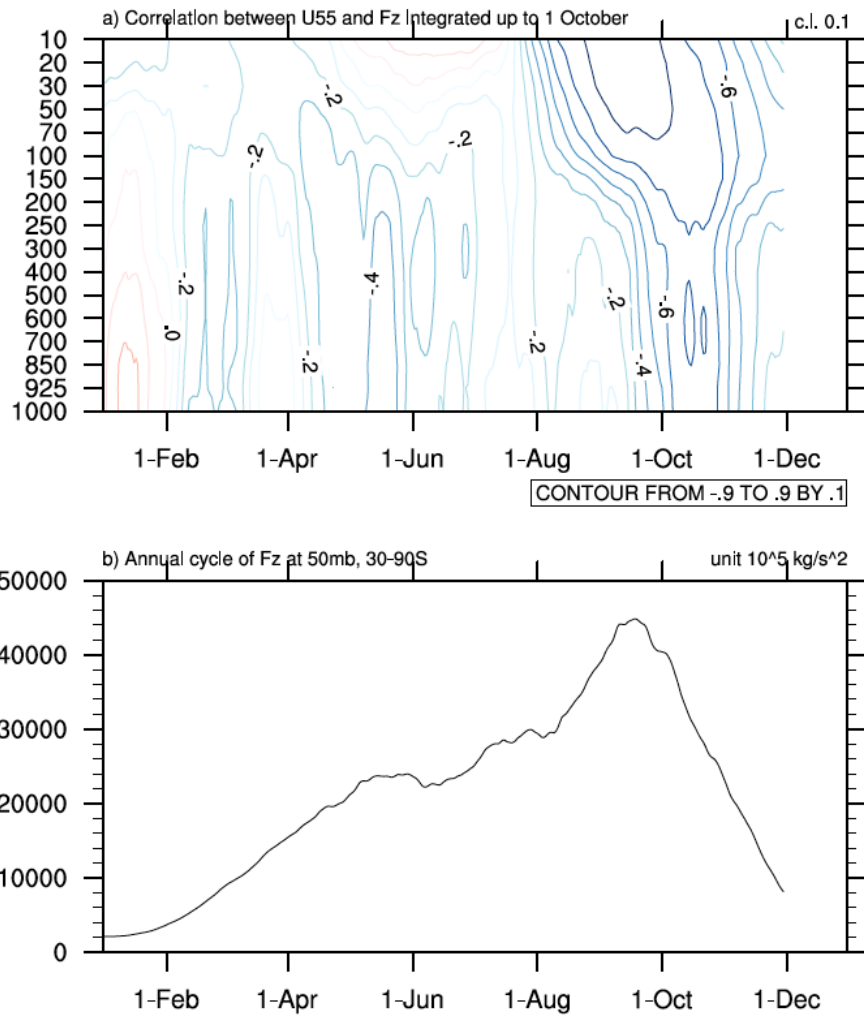 a) Correlation between U55 and Fz Integrated up to 1 October
c.l. 0.1
10
20
30
50
70
100
150
200
250
300
400
500
600
700
850
925
1000
-.2
-.6
-.2
-.2
-.2
-.4
-.2
-.6
.0
-.2
-.2
-.4
1-Feb
1-Apr
1-Jun
1-Aug
1-Oct
1-Dec
CONTOUR FROM -.9 TO .9 BY .1
b) Annual cycle of Fz at 50mb, 30-90S
unit 10^5 kg/s^2
50000
40000
30000
20000
10000
0
1-Feb
1-Apr
1-Jun
1-Aug
1-Oct
1-Dec